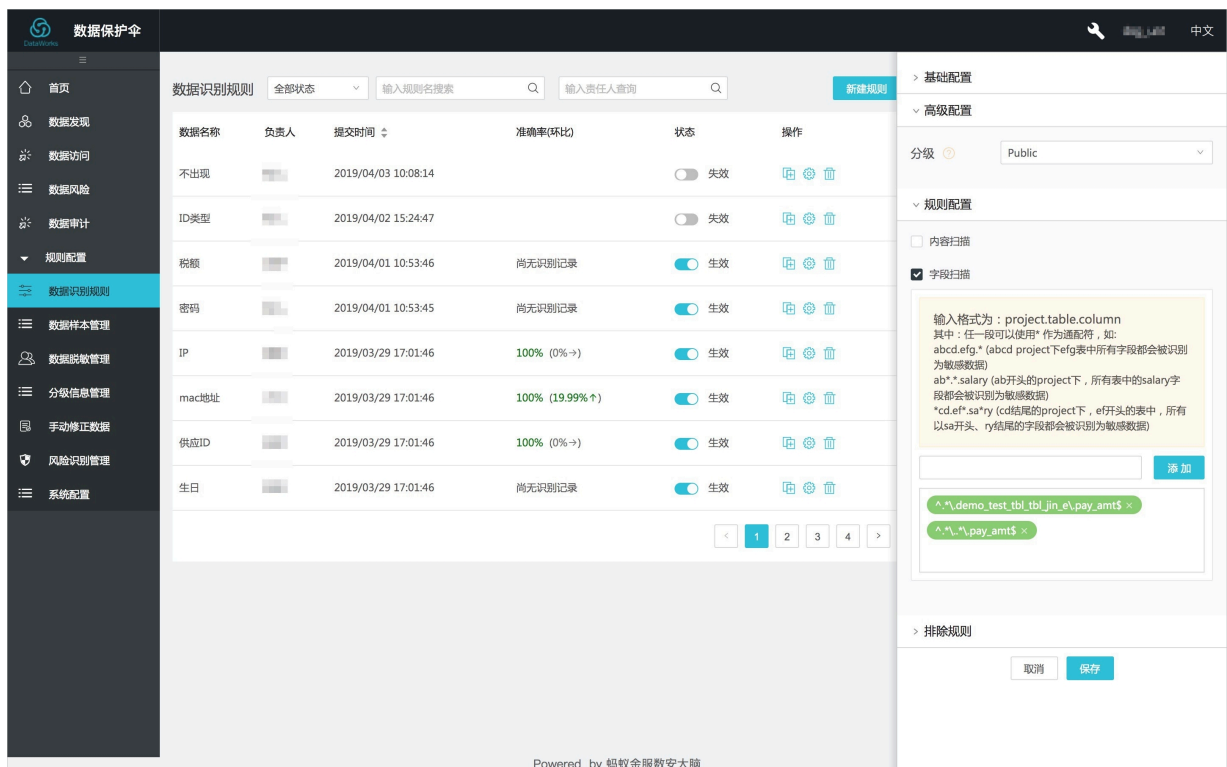 DataWorks
数据保护伞
中文
首页
数据发现
数据访问
数据风险
数据审计
规则配置
数据识别规则
数据样本管理
数据脱敏管理
分级信息管理
手动修正数据
风险识别管理
系统配置
数据识别规则 全部状态 输入规则名搜索 输入责任人查询 新建规则
数据名称 负责人 提交时间 准确率(环比) 状态 操作
不出现 2019/04/03 10:08:14 失效
ID类型 2019/04/02 15:24:47 失效
税额 2019/04/01 10:53:46 尚无识别记录 生效
密码 2019/04/01 10:53:45 尚无识别记录 生效
IP 2019/03/29 17:01:46 100% (0%→) 生效
mac地址 2019/03/29 17:01:46 100% (19.99%↑) 生效
供应ID 2019/03/29 17:01:46 100% (0%→) 生效
生日 2019/03/29 17:01:46 尚无识别记录 生效
< 1 2 3 4 >
Powered by 蚂蚁金服数安大脑
基础配置
高级配置
分级 Public
规则配置
内容扫描
字段扫描
输入格式为：project.table.column
其中：任一段可以使用* 作为通配符，如:
abcd.efg.* (abcd project下efg表中所有字段都会被识别
为敏感数据)
ab*.*.salary (ab开头的project下，所有表中的salary字
段都会被识别为敏感数据)
*cd.ef*.sa*ry (cd结尾的project下，ef开头的表中，所有
以sa开头、ry结尾的字段都会被识别为敏感数据)
添加
^.*\.demo_test_tbl_tbl_jin_e\.pay_amt$ ×
^.*\..*\.pay_amt$ ×
排除规则
取消 保存